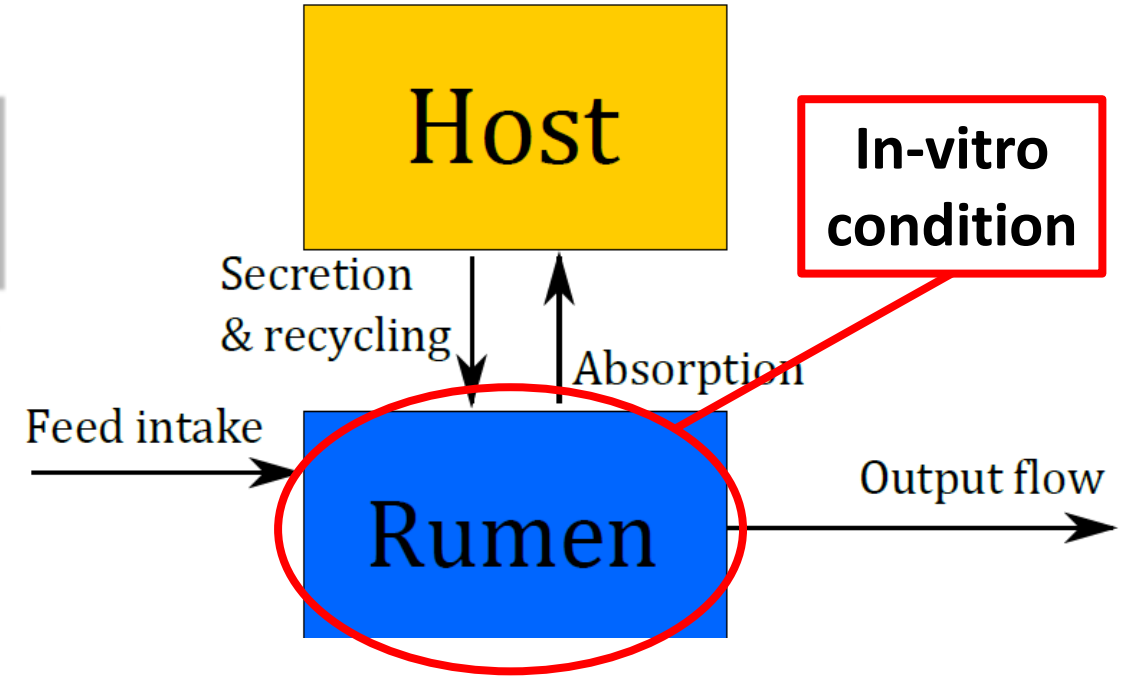 Host
In-vitro
condition
Secretion
& recycling
Absorption
Feed intake
Output flow
Rumen